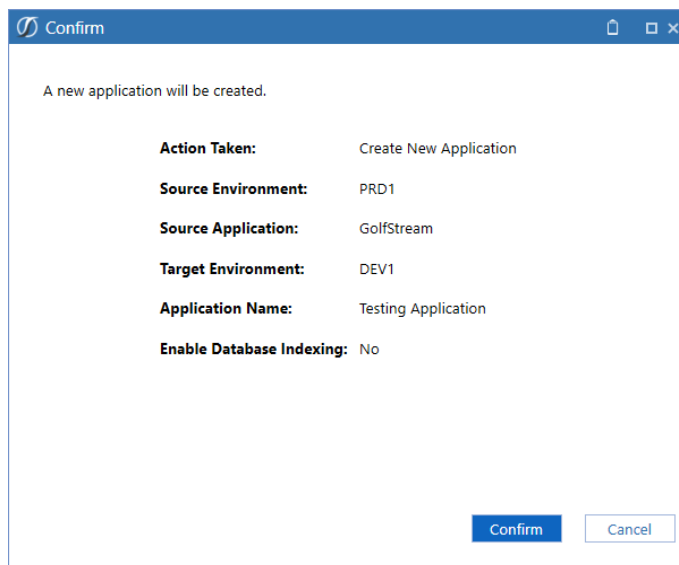 Confirm
A new application will be created.
Action Taken: Create New Application
Source Environment: PRD1
Source Application: GolfStream
Target Environment: DEV1
Application Name: Testing Application
Enable Database Indexing: No
Confirm Cancel